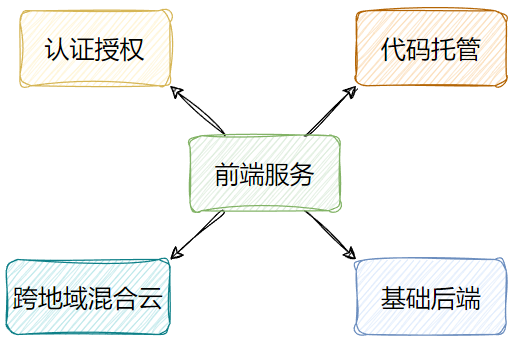 认证授权
代码托管
前端服务
跨地域混合云
基础后端